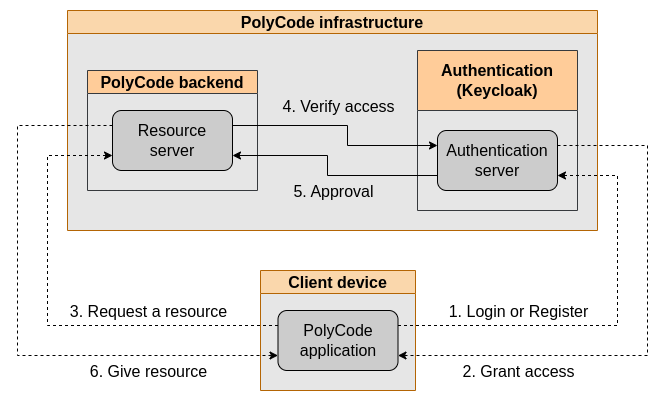 PolyCode infrastructure
PolyCode backend
Resource
server
4. Verify access
5. Approval
Authentication
(Keycloak)
Authentication
server
Client device
PolyCode
application
3. Request a resource
6. Give resource
1. Login or Register
2. Grant access